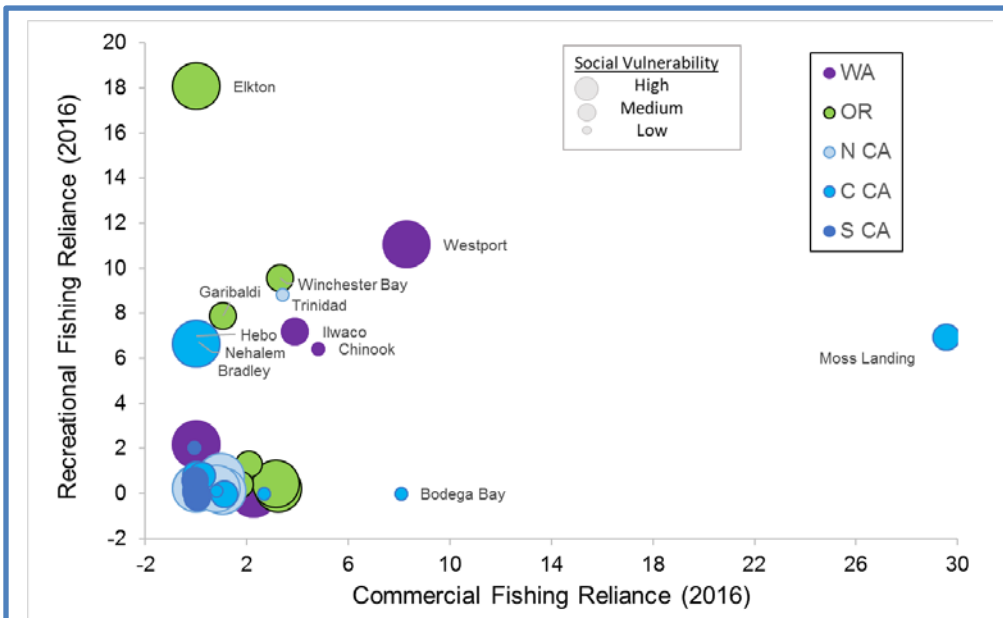 20
18
16
14
12
10
8
6
4
2
0
-2
Recreational Fishing Reliance (2016)
Social Vulnerability
High
Medium
Low
WA
OR
N CA
C CA
S CA
Elkton
Westport
Winchester Bay
Trinidad
Garibaldi
Ilwaco
Hebo
Chinook
Nehalem
Bradley
Moss Landing
Bodega Bay
-2 2 6 10 14 18 22 26 30
Commercial Fishing Reliance (2016)